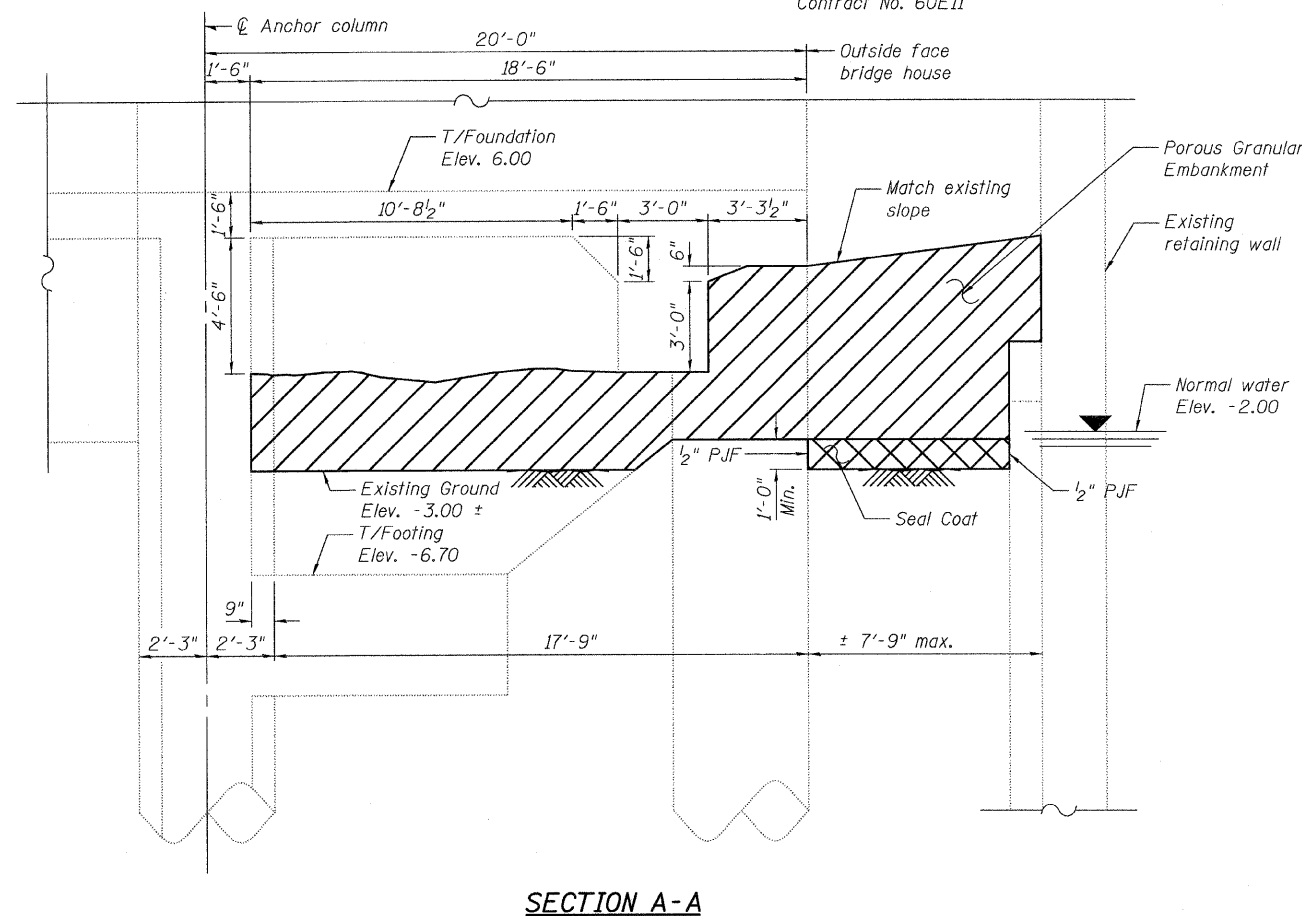 Contract No. 60E11
℄ Anchor column
20'-0"
Outside face
bridge house
1'-6"
18'-6"
T/Foundation
Elev. 6.00
Porous Granular
Embankment
Match existing
slope
1'-6"
10'-8½"
1'-6"
3'-0"
3'-3½"
Existing
retaining wall
4'-6"
1'-6"
6"
3'-0"
Normal water
Elev. -2.00
½" PJF
Existing Ground
Elev. -3.00 ±
1'-0"
Min.
Seal Coat
½" PJF
T/Footing
Elev. -6.70
9"
2'-3"
2'-3"
17'-9"
± 7'-9" max.
SECTION A-A